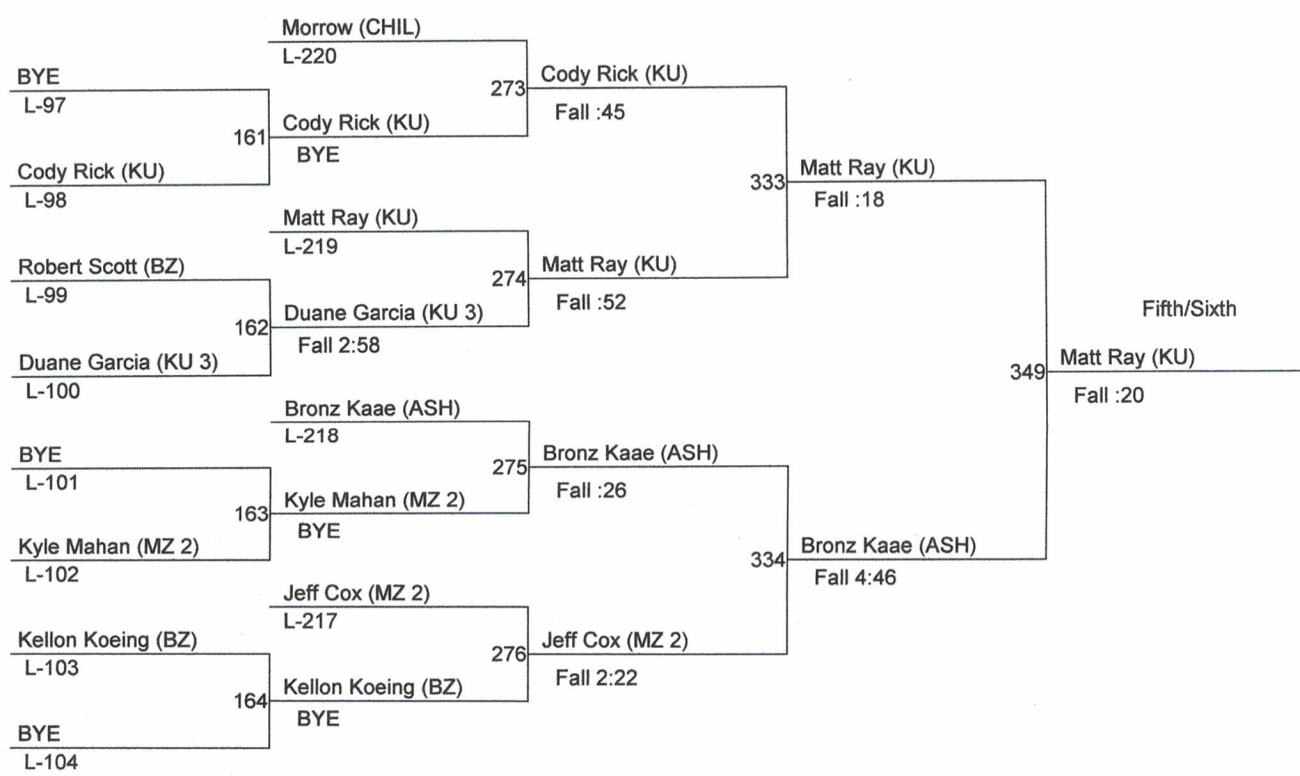 Morrow (CHIL)
L-220
BYE
L-97
273
Cody Rick (KU)
Fall :45
161
Cody Rick (KU)
BYE
Cody Rick (KU)
L-98
333
Matt Ray (KU)
Fall :18
Matt Ray (KU)
L-219
Robert Scott (BZ)
L-99
274
Matt Ray (KU)
Fall :52
162
Duane Garcia (KU 3)
Fall 2:58
Duane Garcia (KU 3)
L-100
Fifth/Sixth
349
Matt Ray (KU)
Fall :20
Bronz Kaae (ASH)
L-218
BYE
L-101
275
Bronz Kaae (ASH)
Fall :26
163
Kyle Mahan (MZ 2)
BYE
Kyle Mahan (MZ 2)
L-102
334
Bronz Kaae (ASH)
Fall 4:46
Jeff Cox (MZ 2)
L-217
Kellon Koeing (BZ)
L-103
276
Jeff Cox (MZ 2)
Fall 2:22
164
Kellon Koeing (BZ)
BYE
BYE
L-104